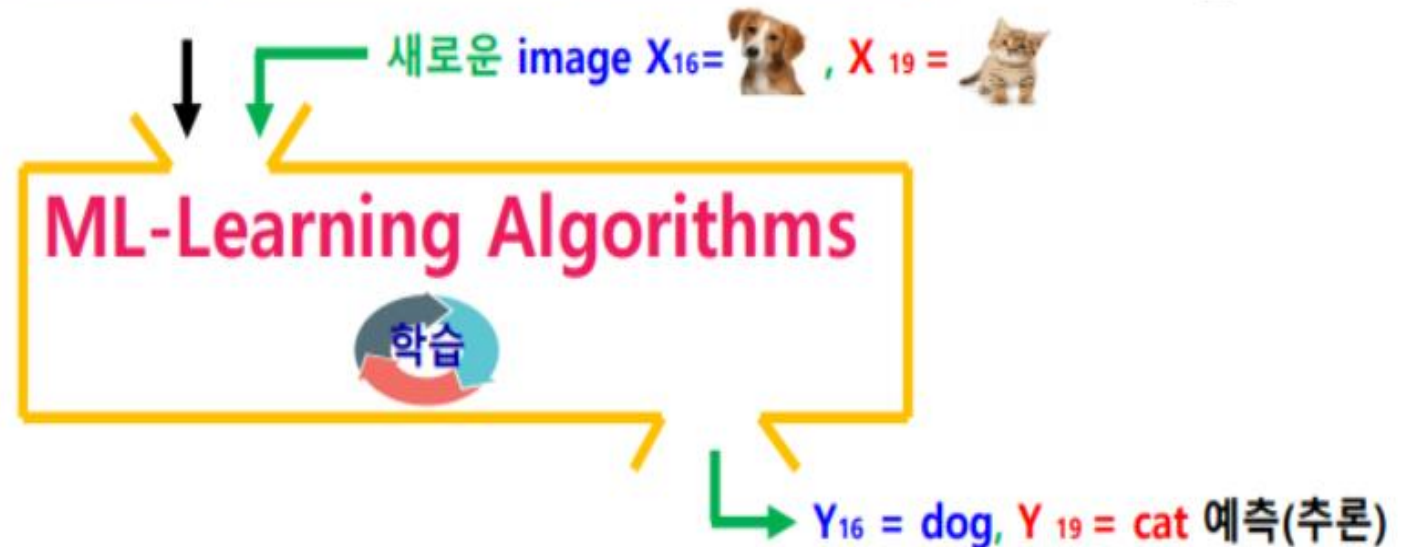 새로운 image X16= , X 19 =
ML-Learning Algorithms
학습
Y16 = dog, Y 19 = cat 예측(추론)